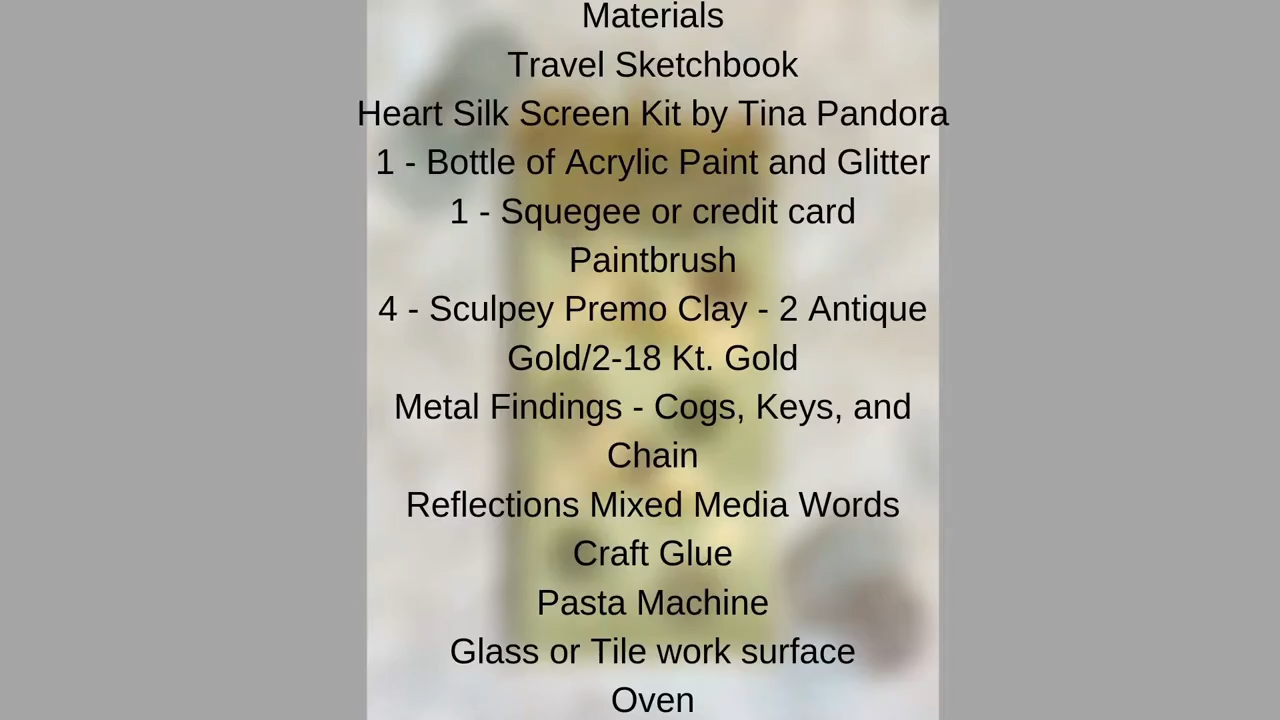 Materials
Travel Sketchbook
Heart Silk Screen Kit by Tina Pandora
1 - Bottle of Acrylic Paint and Glitter
1 - Squegee or credit card
Paintbrush
4 - Sculpey Premo Clay - 2 Antique
Gold/2-18 Kt. Gold
Metal Findings - Cogs, Keys, and
Chain
Reflections Mixed Media Words
Craft Glue
Pasta Machine
Glass or Tile work surface
Oven